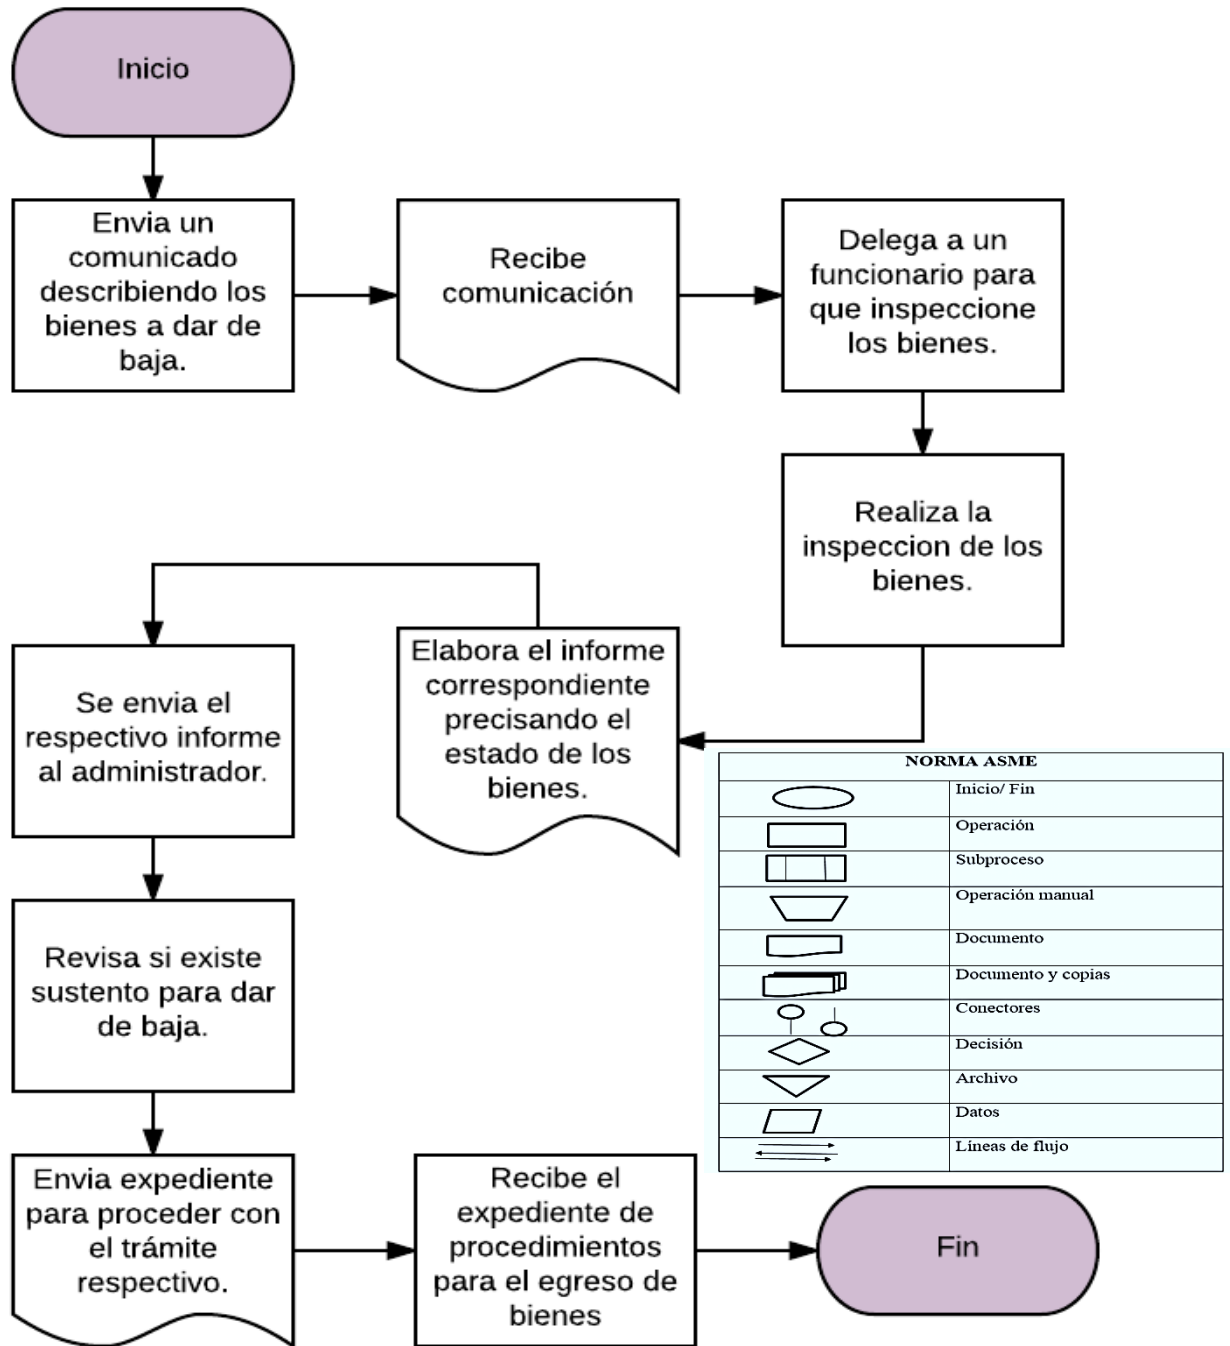 Inicio
Envia un
comunicado
describiendo los
bienes a dar de
baja.
Recibe
comunicación
Delega a un
funcionario para
que inspeccione
los bienes.
Realiza la
inspeccion de los
bienes.
Elabora el informe
correspondiente
precisando el
estado de los
bienes.
Se envia el
respectivo informe
al administrador.
Revisa si existe
sustento para dar
de baja.
Envia expediente
para proceder con
el trámite
respectivo.
Recibe el
expediente de
procedimientos
para el egreso de
bienes
Fin
NORMA ASME
Inicio/ Fin
Operación
Subproceso
Operación manual
Documento
Documento y copias
Conectores
Decisión
Archivo
Datos
Líneas de flujo